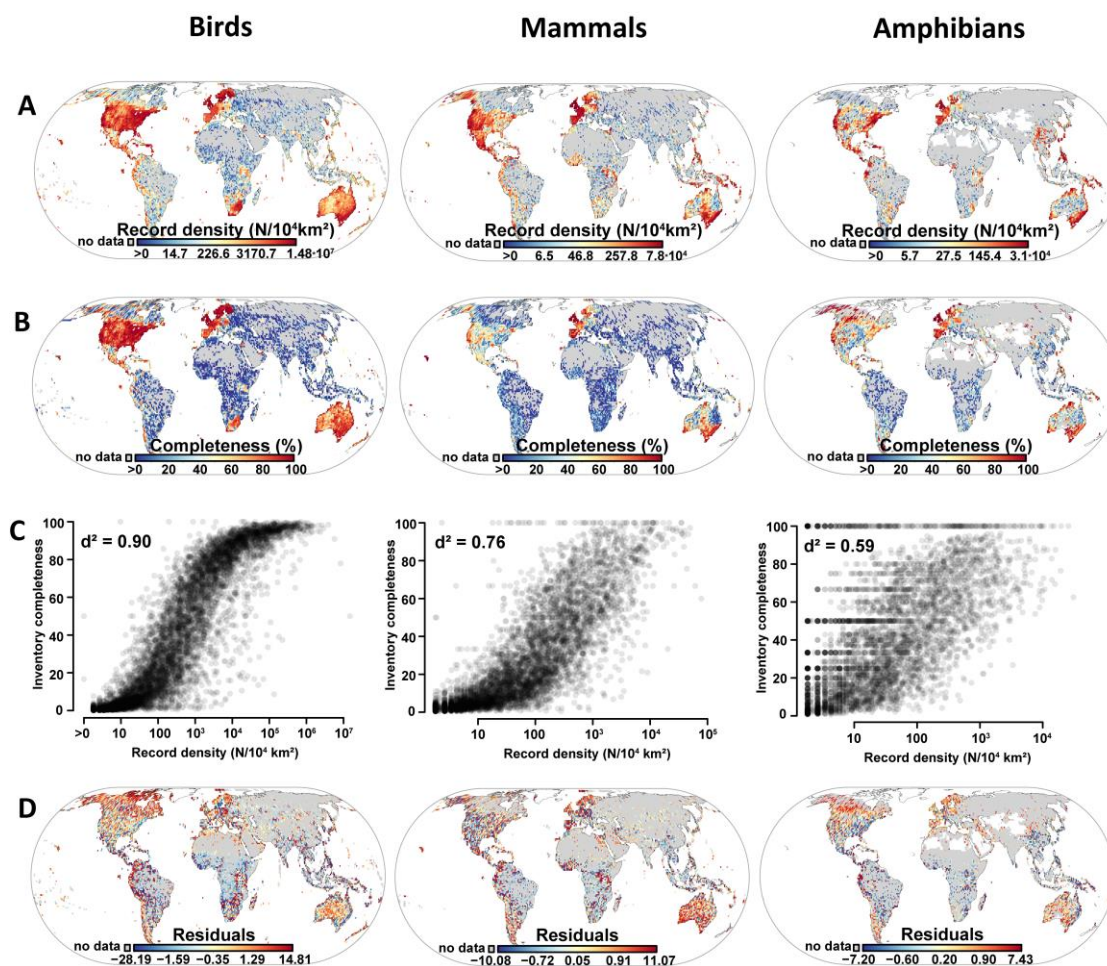 Birds Mammals Amphibians
A
Record density (N/10⁴km²)
no data
>0 14.7 226.6 3170.7 1.48·10⁷
Record density (N/10⁴km²)
no data
>0 6.5 46.8 257.8 7.8·10⁴
Record density (N/10⁴km²)
no data
>0 5.7 27.5 145.4 3.1·10⁴
B
Completeness (%)
no data
>0 20 40 60 80 100
Completeness (%)
no data
>0 20 40 60 80 100
Completeness (%)
no data
>0 20 40 60 80 100
C
d² = 0.90
Inventory completeness
100
80
60
40
20
0
>0 10 100 10³ 10⁴ 10⁵ 10⁶ 10⁷
Record density (N/10⁴ km²)
d² = 0.76
Inventory completeness
100
80
60
40
20
0
10 100 10³ 10⁴ 10⁵
Record density (N/10⁴ km²)
d² = 0.59
Inventory completeness
100
80
60
40
20
0
10 100 10³ 10⁴
Record density (N/10⁴ km²)
D
Residuals
no data
−28.19 −1.59 −0.35 1.29 14.81
Residuals
no data
−10.08 −0.72 0.05 0.91 11.07
Residuals
no data
−7.20 −0.60 0.20 0.90 7.43